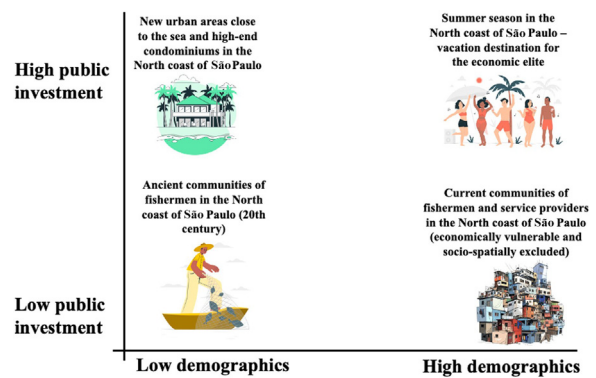 New urban areas close
to the sea and high-end
condominiums in the
North coast of São Paulo
Summer season in the
North coast of São Paulo –
vacation destination for
the economic elite
High public
investment
Ancient communities of
fishermen in the North
coast of São Paulo (20th
century)
Current communities of
fishermen and service providers
in the North coast of São Paulo
(economically vulnerable and
socio-spatially excluded)
Low public
investment
Low demographics
High demographics